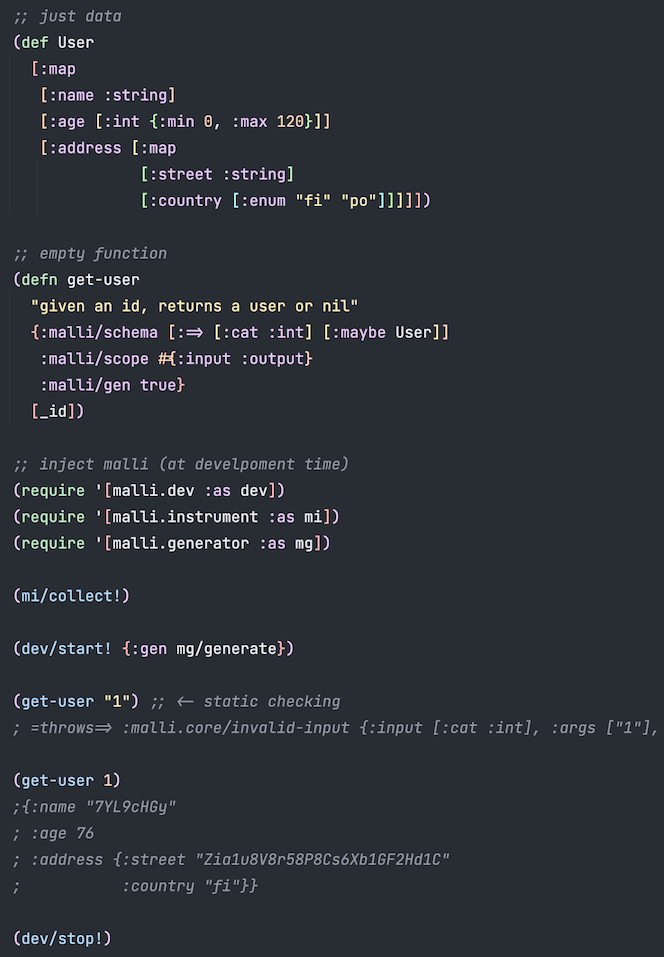 ;; just data
(def User
  [:map
   [:name :string]
   [:age [:int {:min 0, :max 120}]]
   [:address [:map
              [:street :string]
              [:country [:enum "fi" "po"]]]]])

;; empty function
(defn get-user
  "given an id, returns a user or nil"
  {:malli/schema [:=> [:cat :int] [:maybe User]]
   :malli/scope #{:input :output}
   :malli/gen true}
  [_id])

;; inject malli (at develpoment time)
(require '[malli.dev :as dev])
(require '[malli.instrument :as mi])
(require '[malli.generator :as mg])

(mi/collect!)

(dev/start! {:gen mg/generate})

(get-user "1") ;; <- static checking
; =throws=> :malli.core/invalid-input {:input [:cat :int], :args ["1"],

(get-user 1)
;{:name "7YL9cHGy"
; :age 76
; :address {:street "Zia1u8V8r58P8Cs6Xb1GF2Hd1C"
;           :country "fi"}}

(dev/stop!)